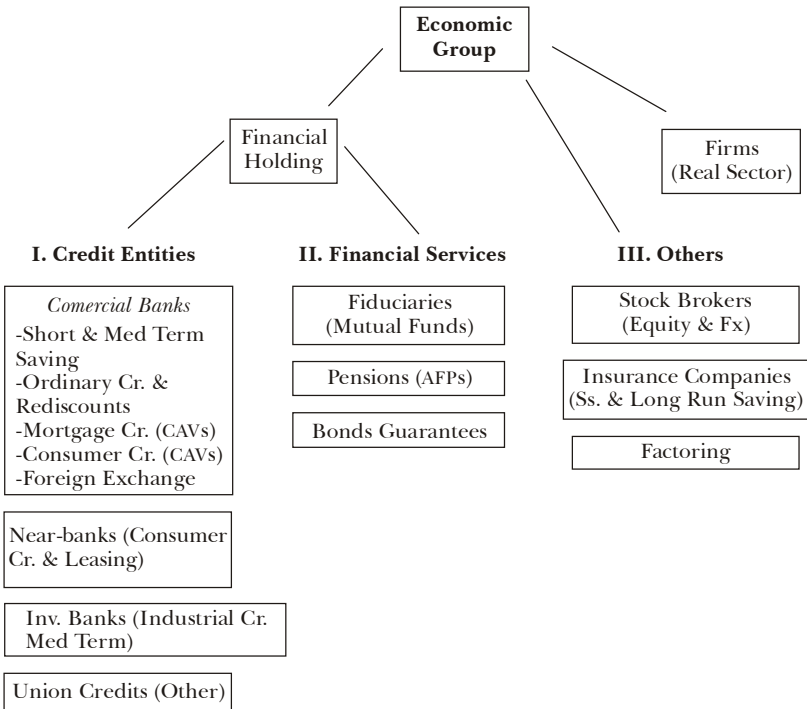 Economic
Group
Financial
Holding
Firms
(Real Sector)
I. Credit Entities
II. Financial Services
III. Others
Comercial Banks
-Short & Med Term
Saving
-Ordinary Cr. &
Rediscounts
-Mortgage Cr. (CAVs)
-Consumer Cr. (CAVs)
-Foreign Exchange
Near-banks (Consumer
Cr. & Leasing)
Inv. Banks (Industrial Cr.
Med Term)
Union Credits (Other)
Fiduciaries
(Mutual Funds)
Pensions (AFPs)
Bonds Guarantees
Stock Brokers
(Equity & Fx)
Insurance Companies
(Ss. & Long Run Saving)
Factoring